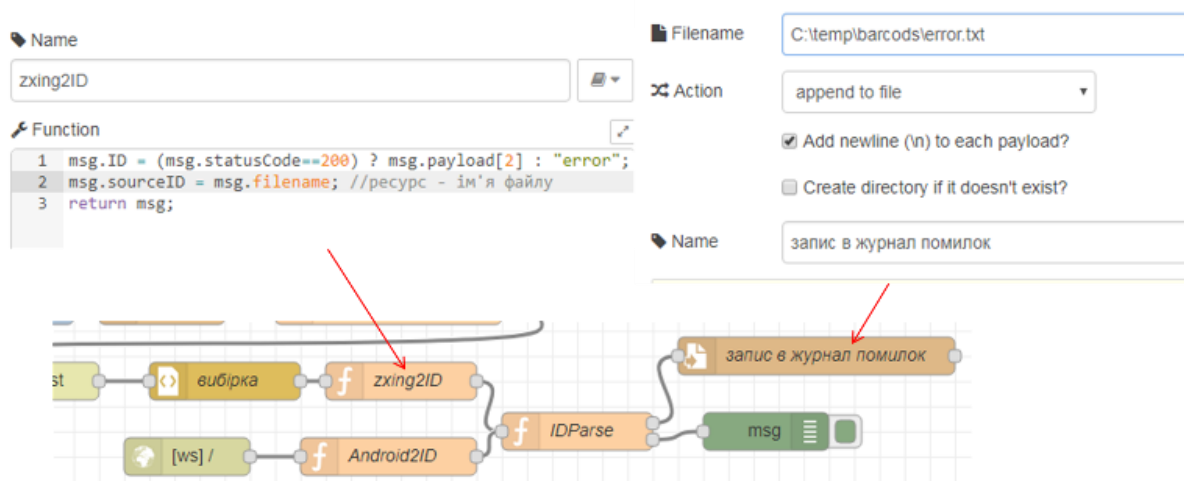 Name
zxing2ID
Function
1 msg.ID = (msg.statusCode==200) ? msg.payload[2] : "error";
2 msg.sourceID = msg.filename; //ресурс - ім'я файлу
3 return msg;
Filename
C:\temp\barcods\error.txt
Action
append to file
Add newline (\n) to each payload?
Create directory if it doesn't exist?
Name
запис в журнал помилок
запис в журнал помилок
st
вибірка
zxing2ID
IDParse
msg
[ws] /
Android2ID